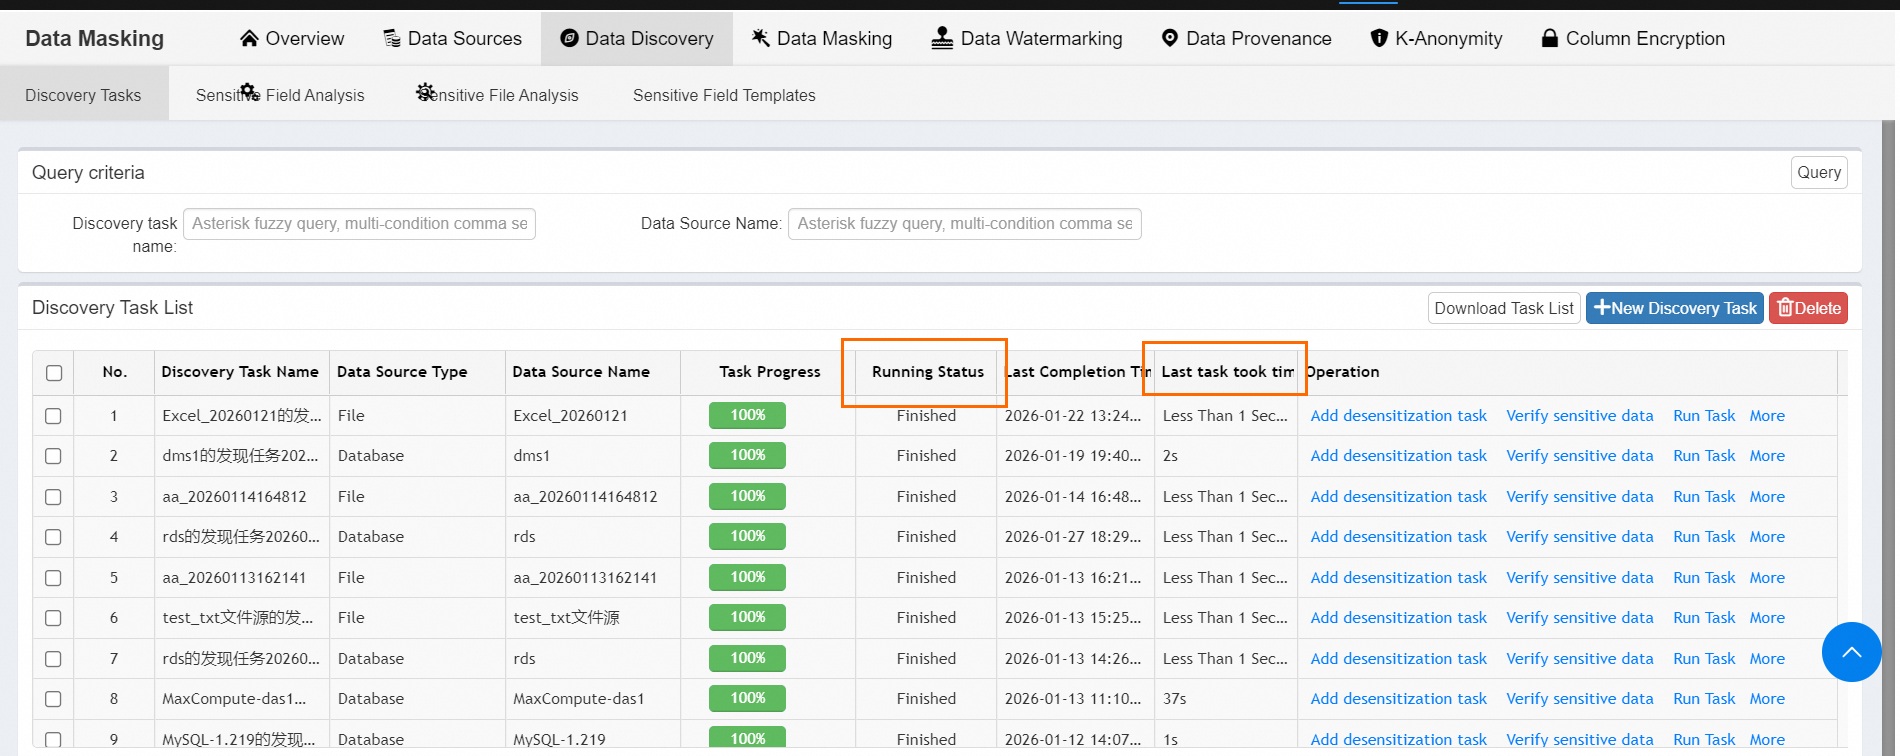 Data Masking
Overview
Data Sources
Data Discovery
Data Masking
Data Watermarking
Data Provenance
K-Anonymity
Column Encryption
Discovery Tasks
Sensitive Field Analysis
Sensitive File Analysis
Sensitive Field Templates
Query criteria
Query
Discovery task name:
Asterisk fuzzy query, multi-condition comma se
Data Source Name:
Asterisk fuzzy query, multi-condition comma se
Discovery Task List
Download Task List
New Discovery Task
Delete
No. Discovery Task Name Data Source Type Data Source Name Task Progress Running Status Last Completion Tin Last task took tim Operation
1 Excel_20260121的发... File Excel_20260121 100% Finished 2026-01-22 13:24... Less Than 1 Sec... Add desensitization task Verify sensitive data Run Task More
2 dms1的发现任务202... Database dms1 100% Finished 2026-01-19 19:40... 2s Add desensitization task Verify sensitive data Run Task More
3 aa_20260114164812 File aa_20260114164812 100% Finished 2026-01-14 16:48... Less Than 1 Sec... Add desensitization task Verify sensitive data Run Task More
4 rds的发现任务20260... Database rds 100% Finished 2026-01-27 18:29... Less Than 1 Sec... Add desensitization task Verify sensitive data Run Task More
5 aa_20260113162141 File aa_20260113162141 100% Finished 2026-01-13 16:21... Less Than 1 Sec... Add desensitization task Verify sensitive data Run Task More
6 test_txt文件源的发... File test_txt文件源 100% Finished 2026-01-13 15:25... Less Than 1 Sec... Add desensitization task Verify sensitive data Run Task More
7 rds的发现任务20260... Database rds 100% Finished 2026-01-13 14:26... Less Than 1 Sec... Add desensitization task Verify sensitive data Run Task More
8 MaxCompute-das1... Database MaxCompute-das1 100% Finished 2026-01-13 11:10... 37s Add desensitization task Verify sensitive data Run Task More
9 MySQL-1.219的发现... Database MySQL-1.219 100% Finished 2026-01-12 14:07... 1s Add desensitization task Verify sensitive data Run Task More